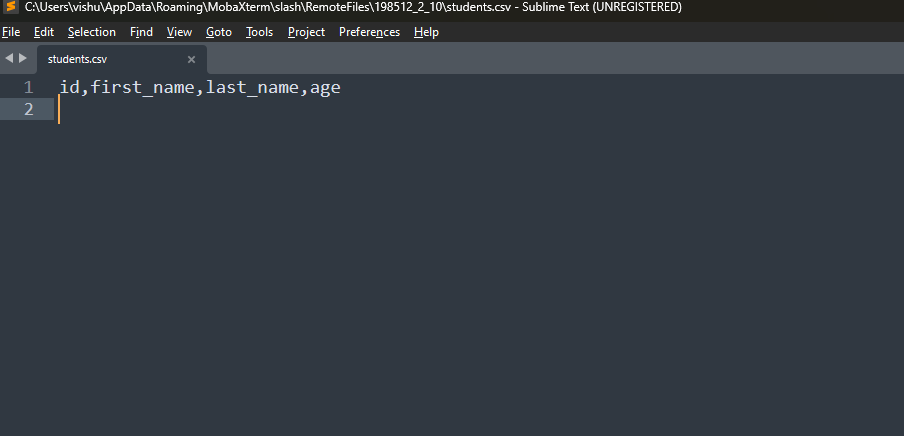 C:\Users\vishu\AppData\Roaming\MobaXterm\slash\RemoteFiles\198512_2_10\students.csv - Sublime Text (UNREGISTERED)
File Edit Selection Find View Goto Tools Project Preferences Help
students.csv
1 id,first_name,last_name,age
2